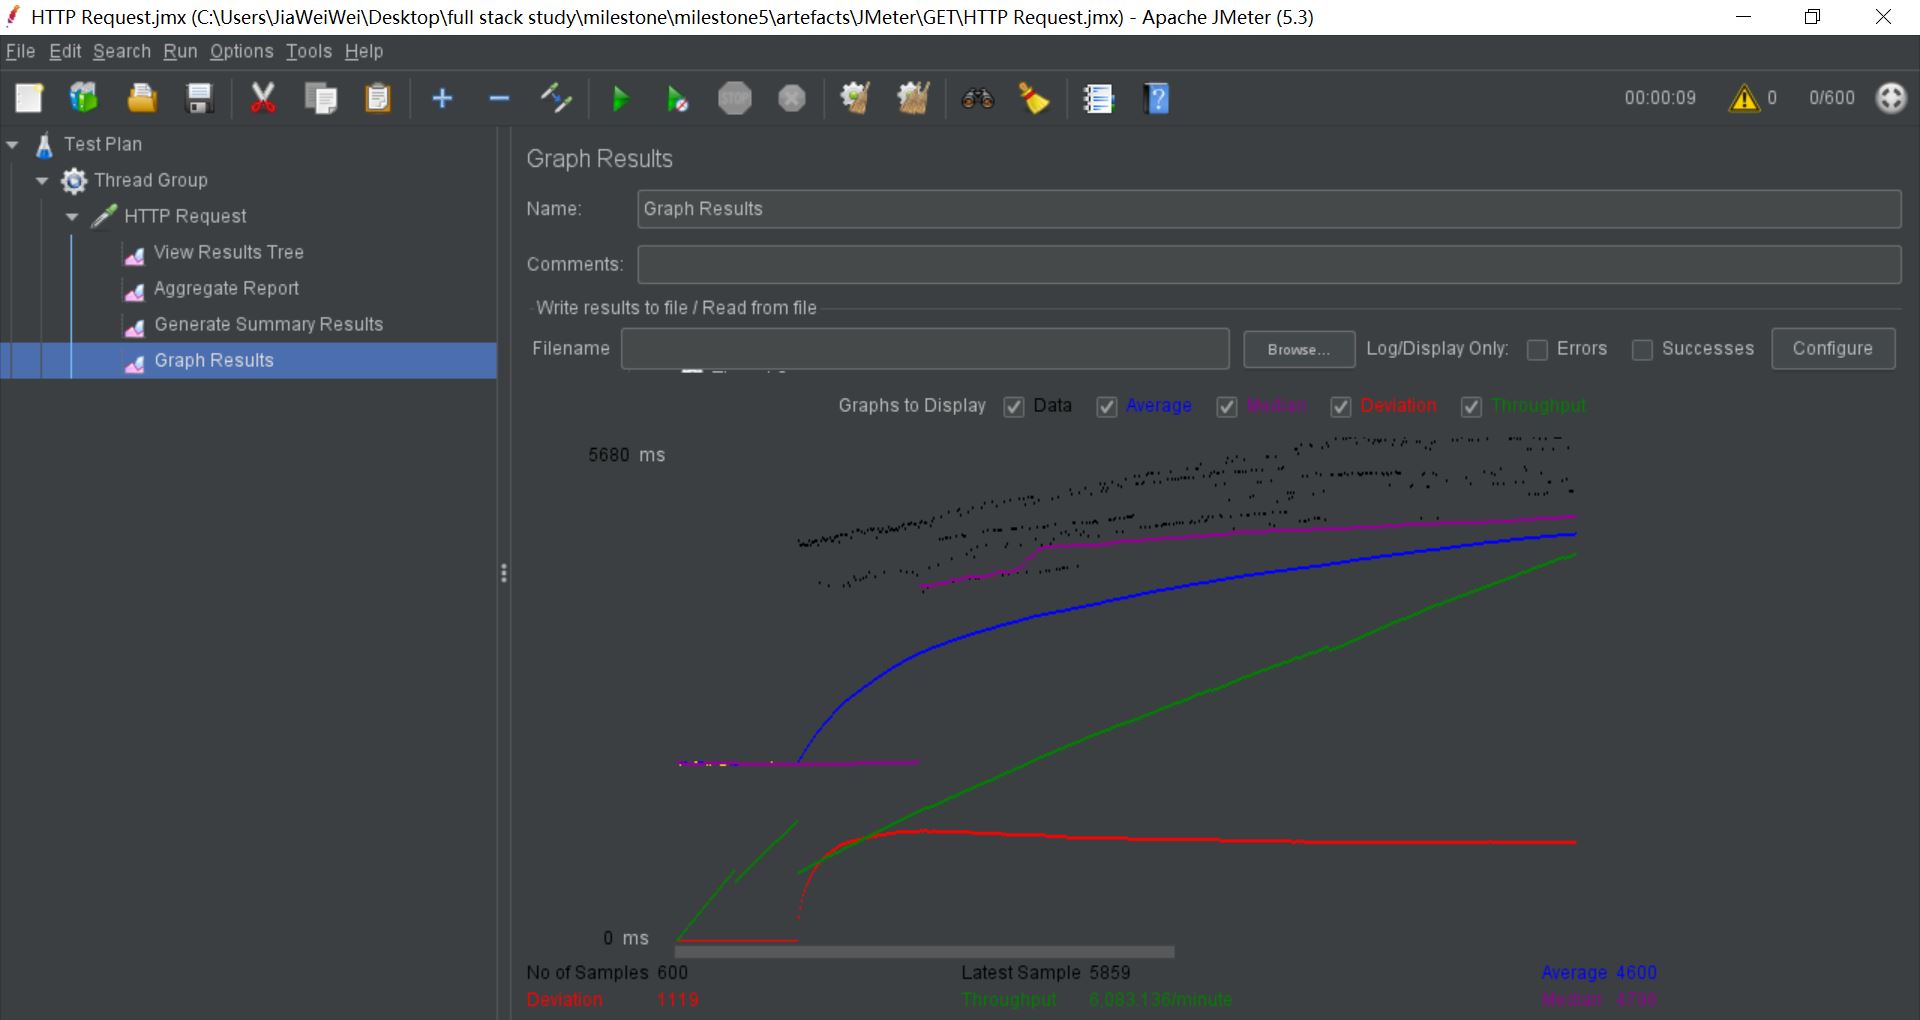 HTTP Request.jmx (C:\Users\JiaWeiWei\Desktop\full stack study\milestone\milestone5\artefacts\JMeter\GET\HTTP Request.jmx) - Apache JMeter (5.3)
File Edit Search Run Options Tools Help
STOP
00:00:09 0 0/600
Test Plan
Thread Group
HTTP Request
View Results Tree
Aggregate Report
Generate Summary Results
Graph Results
Graph Results
Name: Graph Results
Comments:
Write results to file / Read from file
Filename Browse... Log/Display Only: Errors Successes Configure
Graphs to Display Data Average Median Deviation Throughput
5680 ms
0 ms
No of Samples 600 Latest Sample 5859 Average 4600
Deviation 1119 Throughput 6,083.136/minute Median